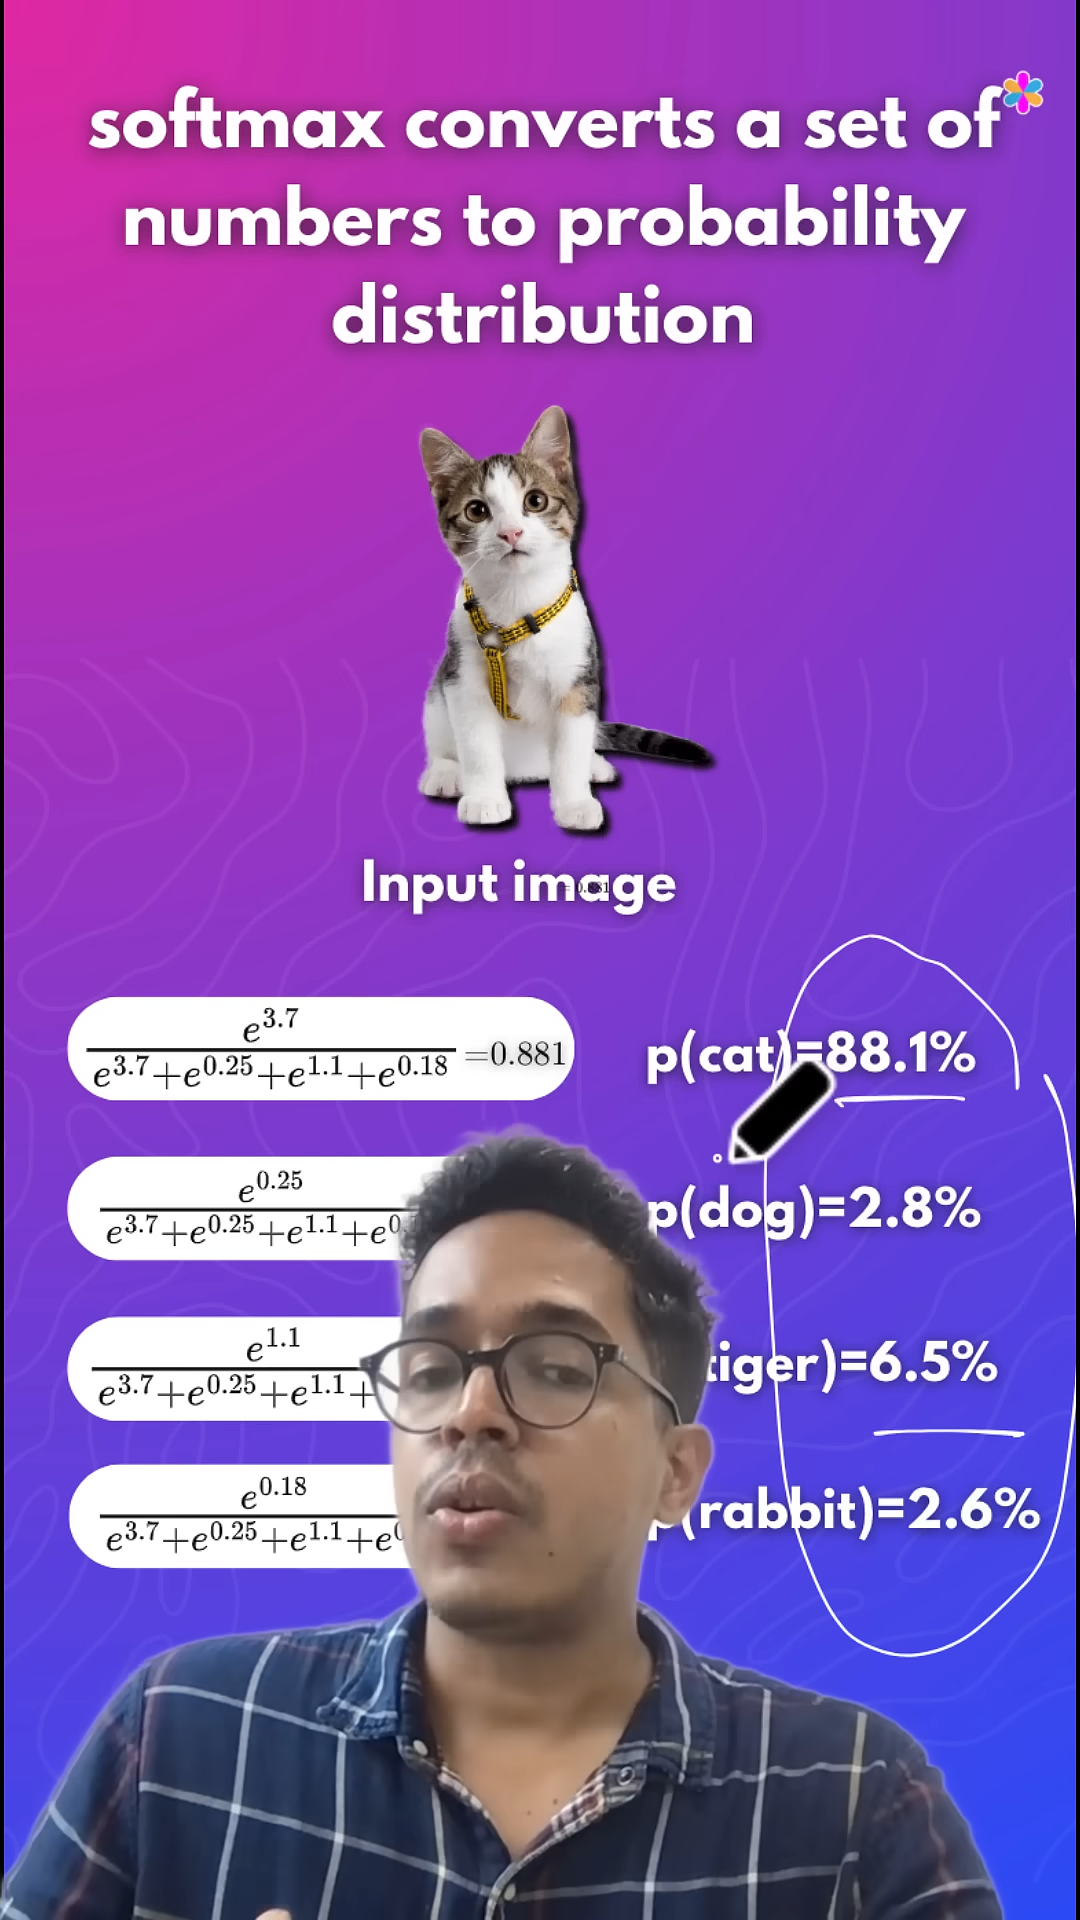 softmax converts a set of
numbers to probability
distribution
Input image
= 0.881
e^3.7
e^3.7+e^0.25+e^1.1+e^0.18
=0.881
p(cat)=88.1%
e^0.25
e^3.7+e^0.25+e^1.1+e
p(dog)=2.8%
e^1.1
e^3.7+e^0.25+e^1.1+
tiger)=6.5%
e^0.18
e^3.7+e^0.25+e^1.1+e
(rabbit)=2.6%